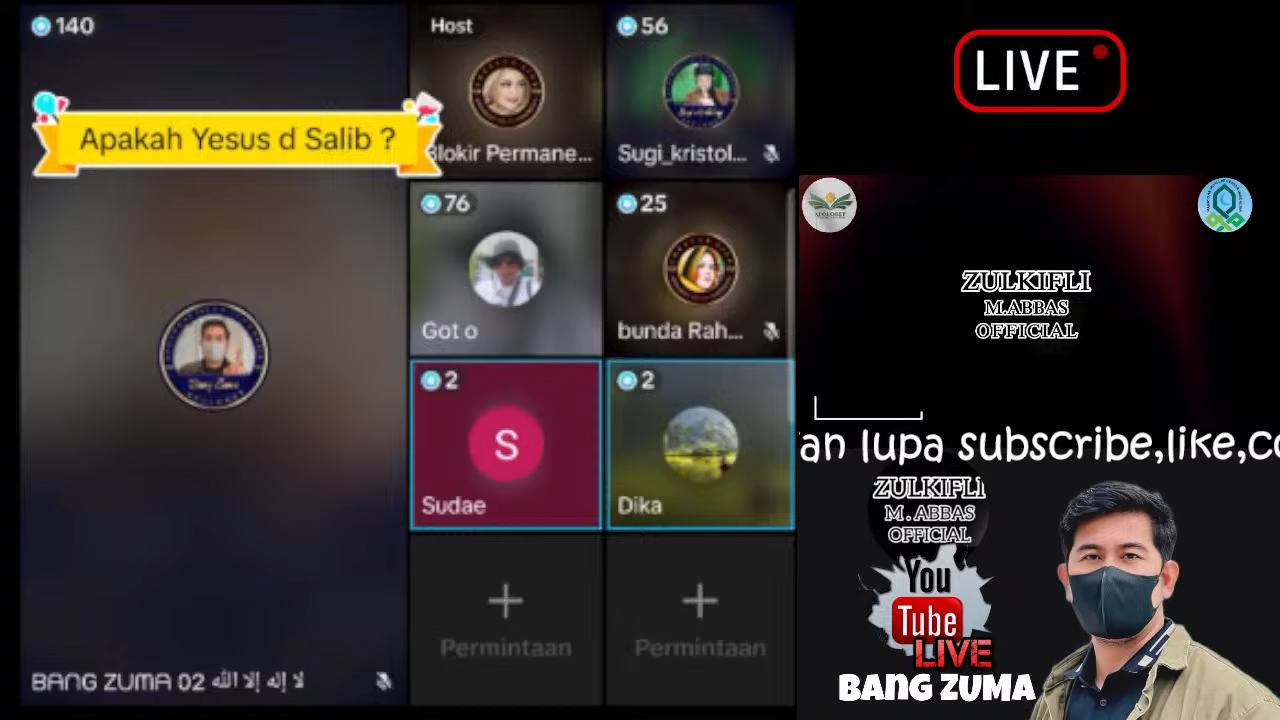 140
Apakah Yesus d Salib ?
BANG ZUMA 02 لا إله إلا الله
Host
Blokir Permane...
56
Sugi_kristol...
76
Got o
25
bunda Rah...
2
S
Sudae
2
Dika
Permintaan
Permintaan
LIVE
APOLOGET
ZULKIFLI
M.ABBAS
OFFICIAL
an lupa subscribe,like,co
ZULKIFLI
M.ABBAS
OFFICIAL
You
Tube
LIVE
BANG ZUMA